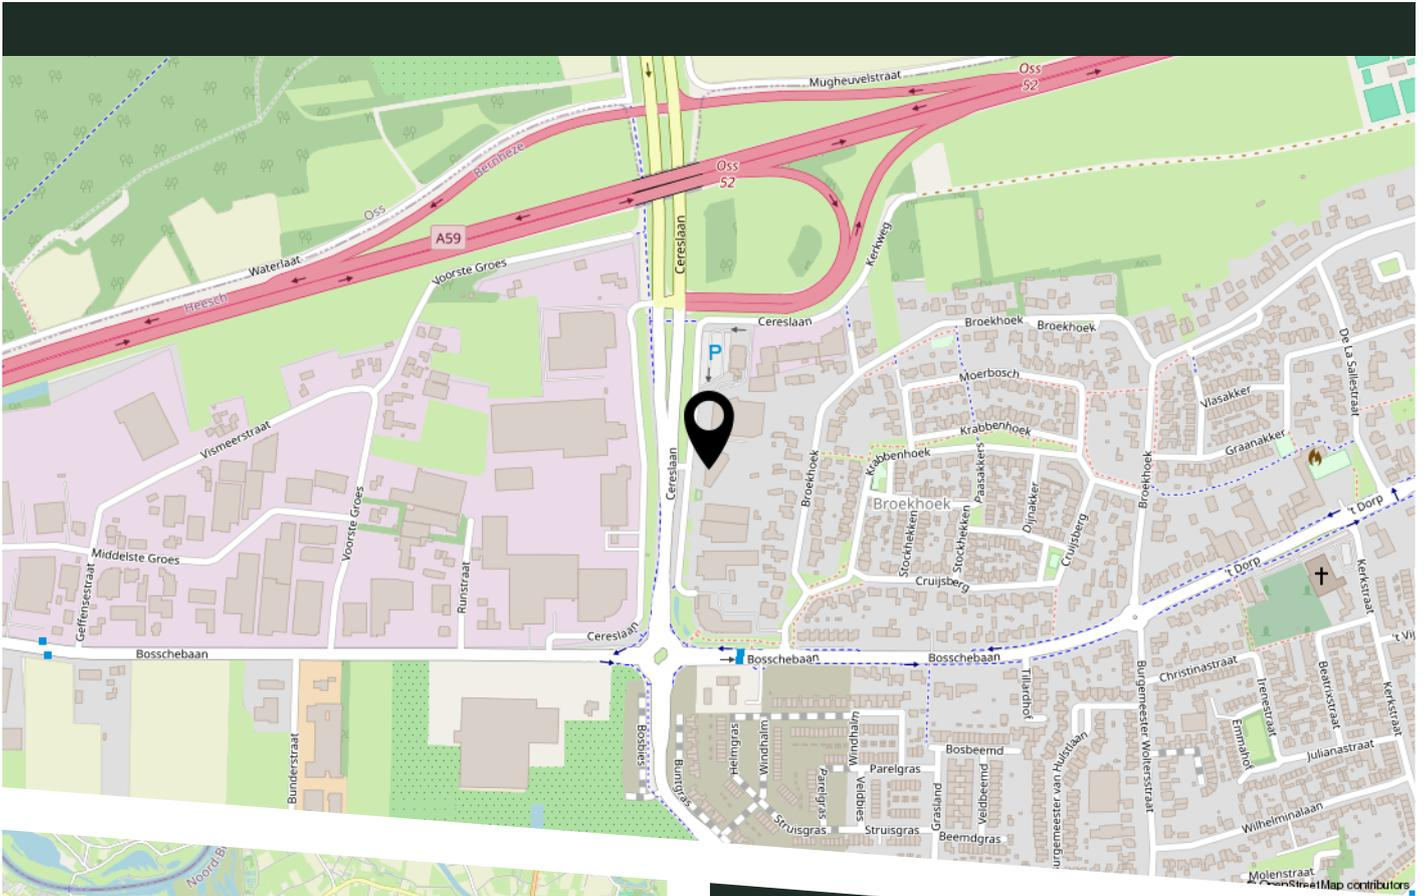 Mugheuvelstraat
Oss
52
Bernheze
Oss
52
Oss
A59
Waterlaat
Voorste Groes
Cereslaan
Kerkweg
Heesch
Cereslaan
P
Broekhoek
Broekhoek
De La Sallestraat
Moerbosch
Vlasakker
Vismeerstraat
Krabbenhoek
Graanakker
Krabbenhoek
Cereslaan
Broekhoek
Paasakkers
Broekhoek
Broekhoek
Dijnakker
't Dorp
Voorste Groes
Stockhekken
Stockhekken
Cruijsberg
Middelste Groes
't Dorp
Geffensestraat
Runstraat
Cruijsberg
Kerkstraat
Cereslaan
Bosschebaan
Bosschebaan
Bosschebaan
Christinastraat
Tillardhof
Burgemeester Woltersstraat
Irenestraat
Beatrixstraat
Kerkstraat
Bosbies
Buntgras
Helmgras
Windhalm
Windhalm
Emmahof
Bunderstraat
Bosbeemd
Julianastraat
Parelgras
Parelgras
Veldbies
Grasland
Veldbeemd
Burgemeester van Hulstlaan
Struisgras
Struisgras
Beemdgras
Wilhelminalaan
Molenstraat
© OpenStreetMap contributors